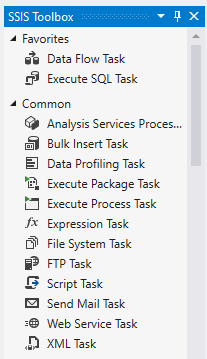 SSIS Toolbox
Favorites
Data Flow Task
Execute SQL Task
Common
Analysis Services Proces...
Bulk Insert Task
Data Profiling Task
Execute Package Task
Execute Process Task
fx Expression Task
File System Task
FTP Task
Script Task
Send Mail Task
Web Service Task
XML Task